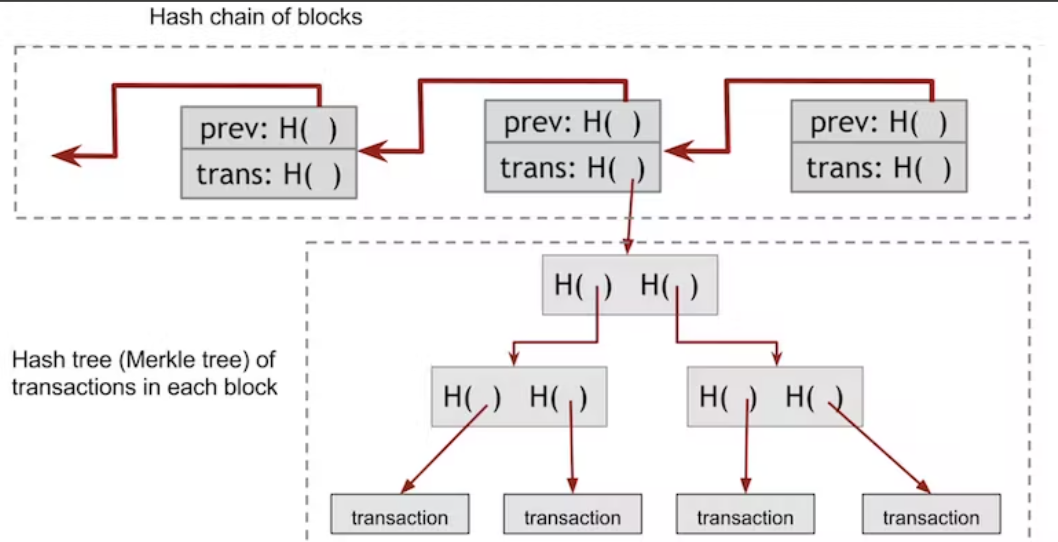 Hash chain of blocks
prev: H( )
trans: H( )
prev: H( )
trans: H( )
prev: H( )
trans: H( )
H( ) H( )
Hash tree (Merkle tree) of
transactions in each block
H( ) H( )
H( ) H( )
transaction
transaction
transaction
transaction